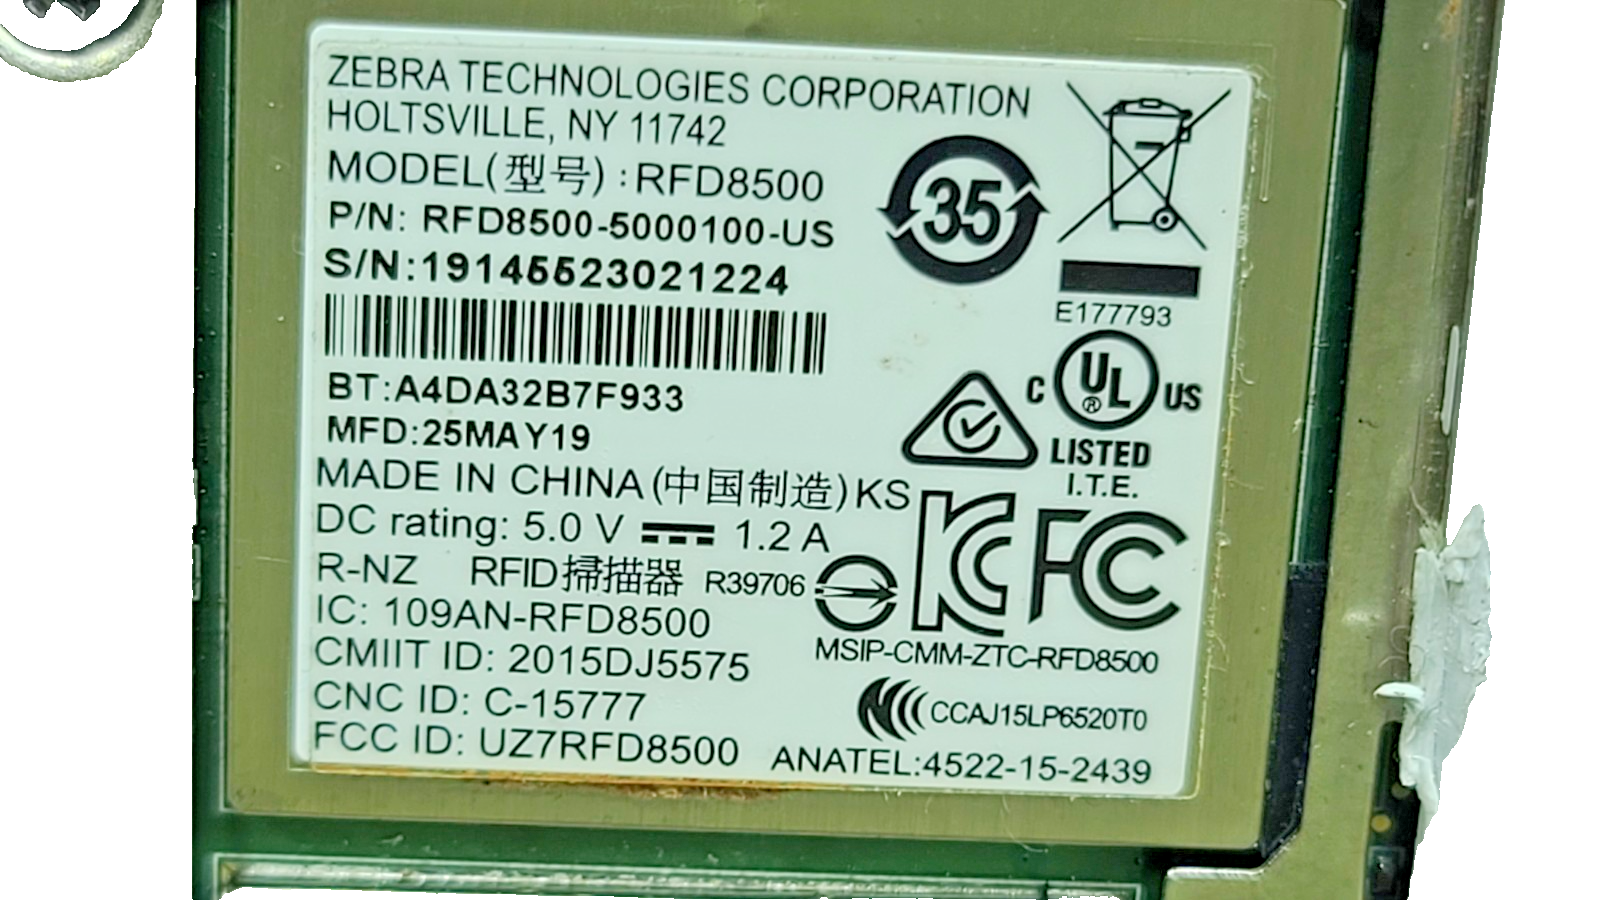 ZEBRA TECHNOLOGIES CORPORATION
HOLTSVILLE, NY 11742
MODEL(型号) :RFD8500
P/N: RFD8500-5000100-US
S/N:19145523021224
BT:A4DA32B7F933
MFD:25MAY19
MADE IN CHINA(中国制造)KS
DC rating: 5.0 V 1.2 A
R-NZ RFID掃描器 R39706
IC: 109AN-RFD8500
CMIIT ID: 2015DJ5575
CNC ID: C-15777
FCC ID: UZ7RFD8500
35
E177793
C UL ® US
LISTED
I.T.E.
KC FC
MSIP-CMM-ZTC-RFD8500
CCAJ15LP6520T0
ANATEL:4522-15-2439